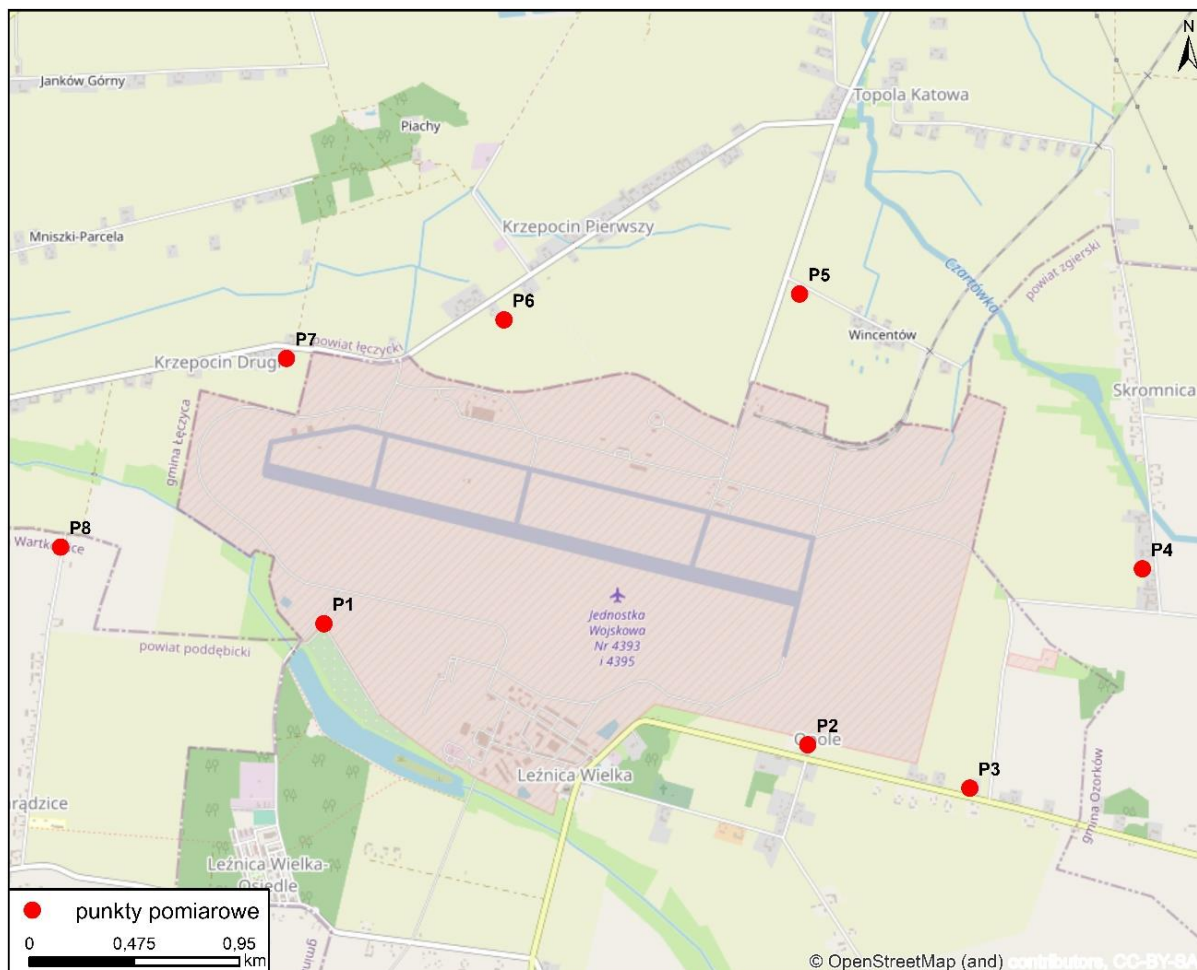 N
Janków Górny
Topola Katowa
Piachy
Krzepocin Pierwszy
Mniszki-Parcela
Czartówka
powiat zgierski
P5
P6
Wincentów
P7
powiat łęczycki
Krzepocin Drugi
Skromnica
gmina Łęczyca
P8
P4
P1
Jednostka
Wojskowa
Nr 4393
i 4395
powiat poddębicki
P2
Leźnica Wielka
P3
gmina Ozorków
Leźnica Wielka-
Osiedle
punkty pomiarowe
0 0,475 0,95
km
© OpenStreetMap (and) contributors, CC-BY-SA